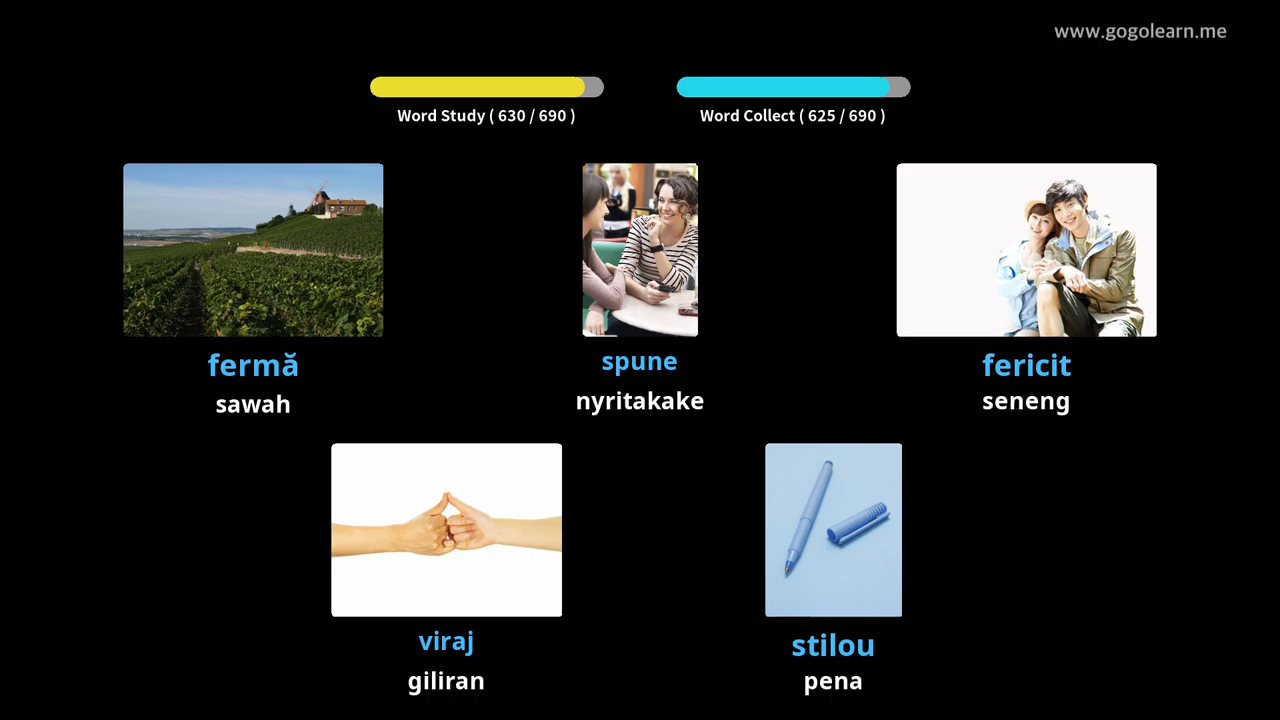 www.gogolearn.me
Word Study ( 630 / 690 )
Word Collect ( 625 / 690 )
fermă
sawah
spune
nyritakake
fericit
seneng
viraj
giliran
stilou
pena